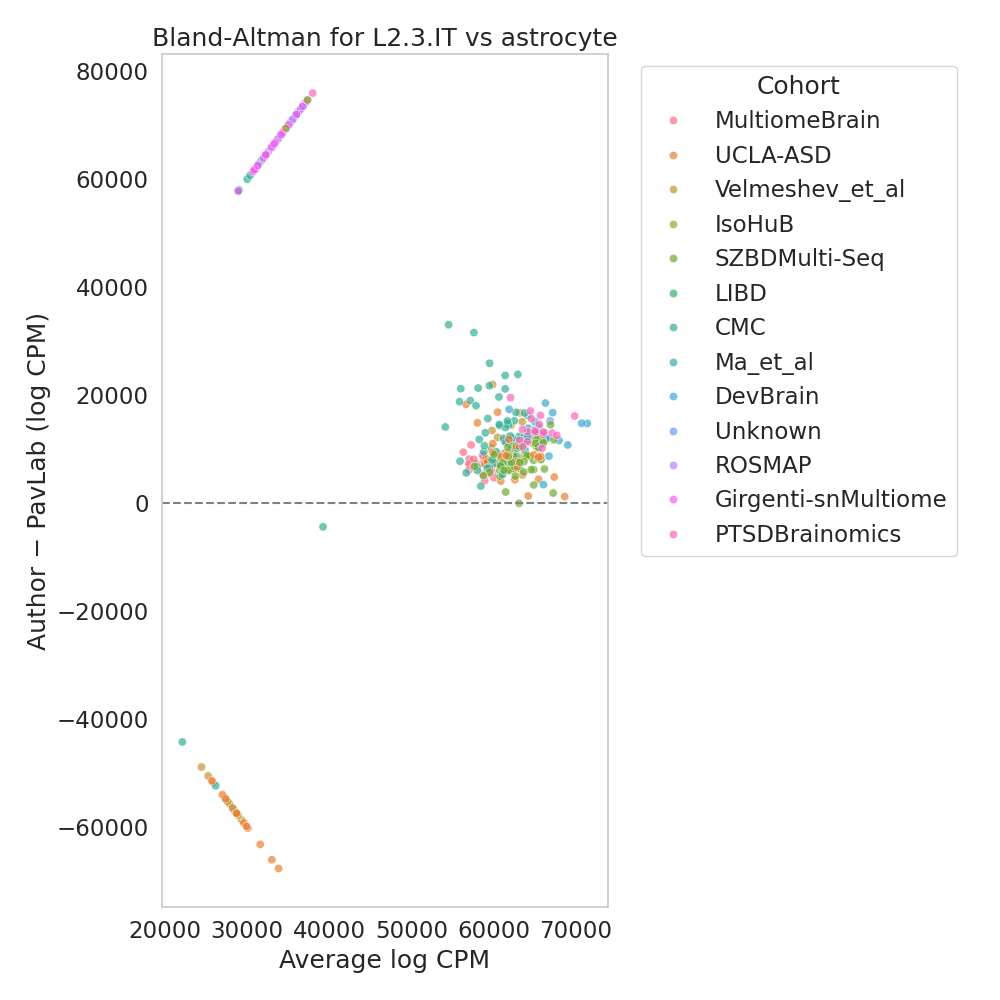 Bland-Altman for L2.3.IT vs astrocyte
80000
60000
40000
20000
0
−20000
−40000
−60000
Author − PavLab (log CPM)
20000 30000 40000 50000 60000 70000
Average log CPM
Cohort
MultiomeBrain
UCLA-ASD
Velmeshev_et_al
IsoHuB
SZBDMulti-Seq
LIBD
CMC
Ma_et_al
DevBrain
Unknown
ROSMAP
Girgenti-snMultiome
PTSDBrainomics